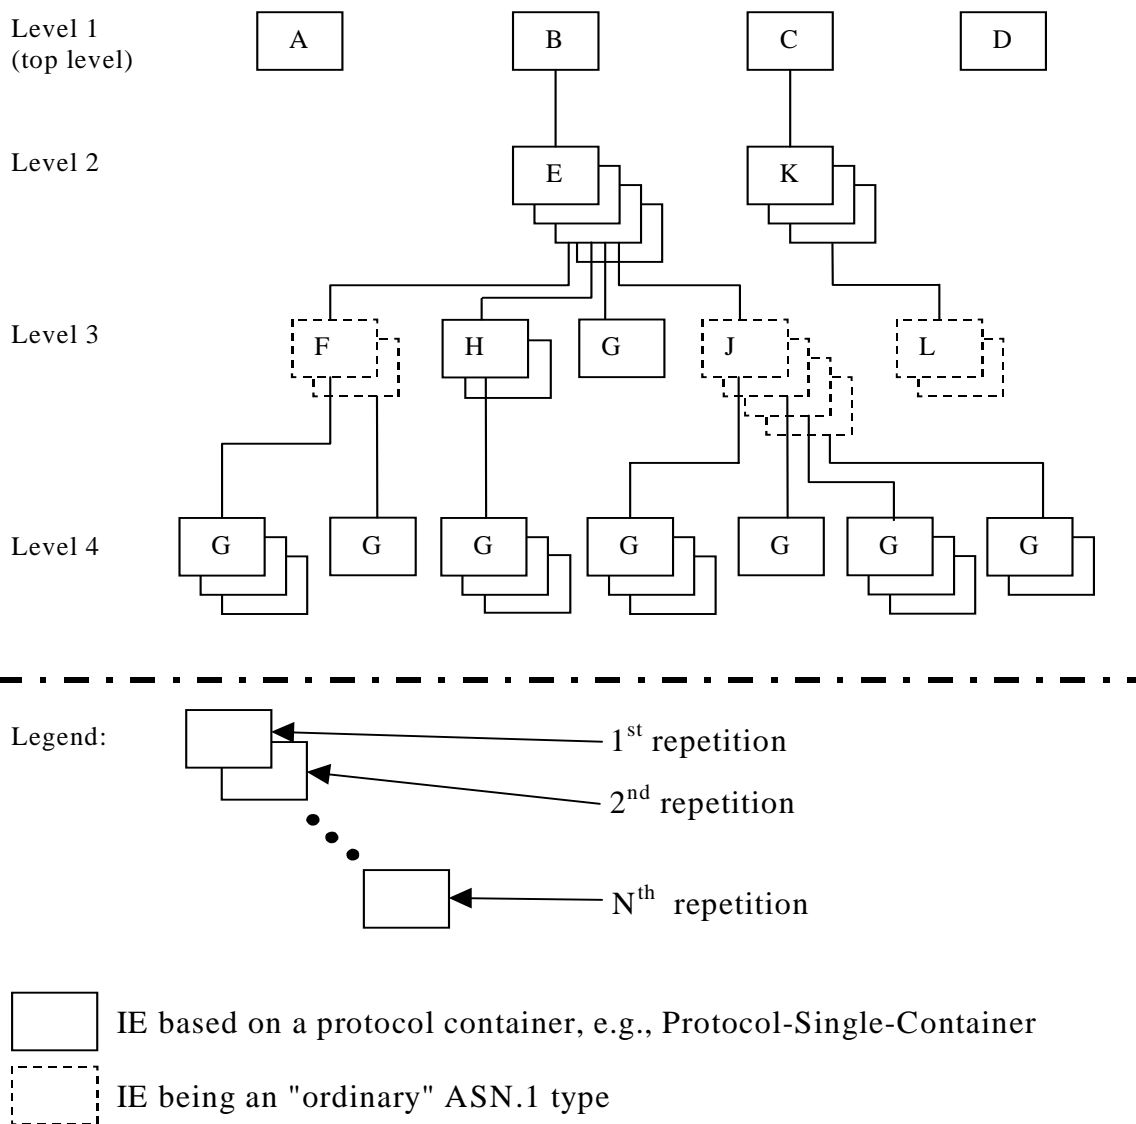 Level 1
(top level)
A B C D
Level 2
E K
Level 3
F H G J L
Level 4
G G G G G G G
Legend:
1st repetition
2nd repetition
Nth repetition
IE based on a protocol container, e.g., Protocol-Single-Container
IE being an "ordinary" ASN.1 type